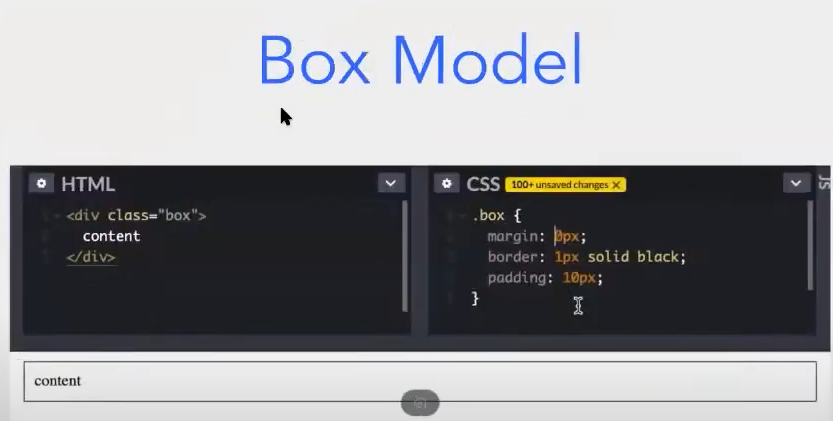 Box Model
HTML
<div class="box">
content
</div>
CSS 100+ unsaved changes ✕
.box {
margin: 0px;
border: 1px solid black;
padding: 10px;
}
JS
content